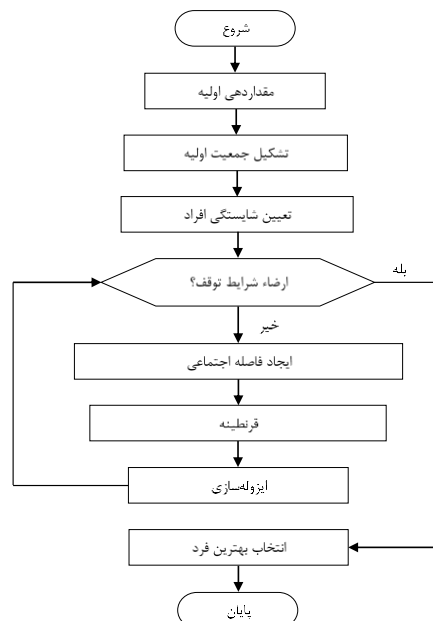 شروع
مقداردهی اولیه
تشکیل جمعیت اولیه
تعیین شایستگی افراد
ارضاء شرایط توقف؟
بله
خیر
ایجاد فاصله اجتماعی
قرنطینه
ایزوله‌سازی
انتخاب بهترین فرد
پایان